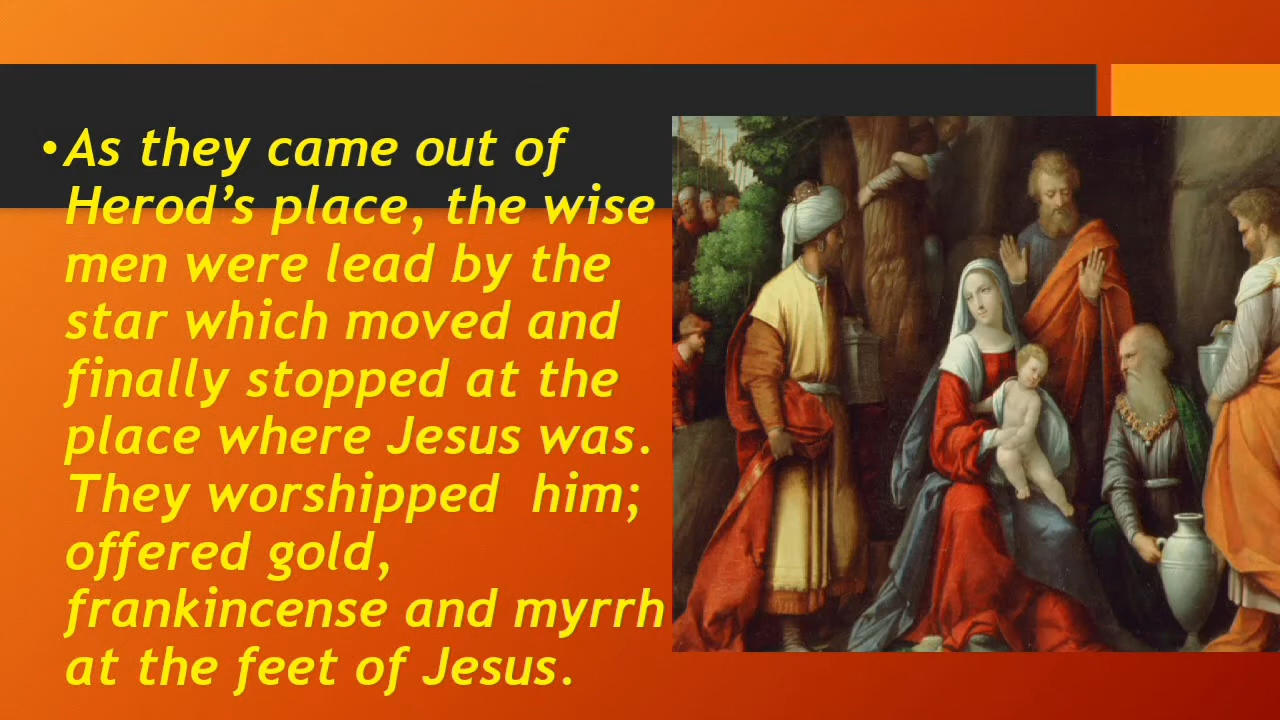 •As they came out of
Herod’s place, the wise
men were lead by the
star which moved and
finally stopped at the
place where Jesus was.
They worshipped  him;
offered gold,
frankincense and myrrh
at the feet of Jesus.